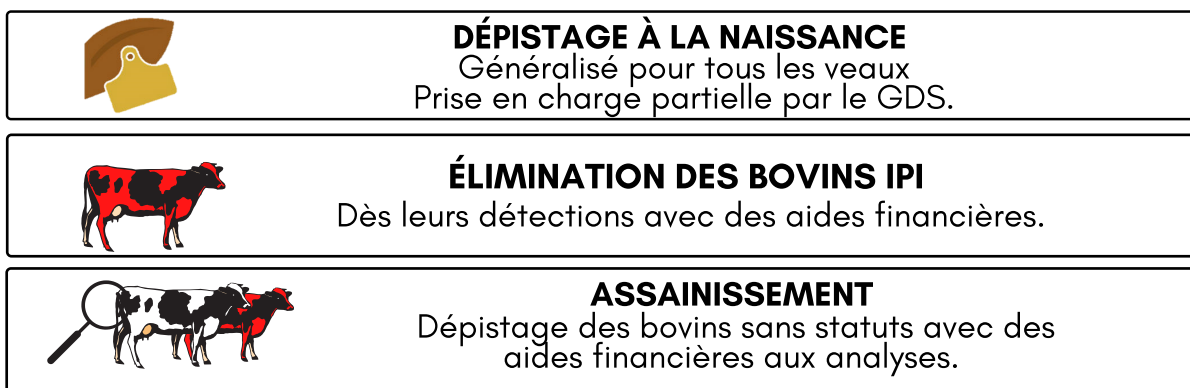 DÉPISTAGE À LA NAISSANCE
Généralisé pour tous les veaux
Prise en charge partielle par le GDS.
ÉLIMINATION DES BOVINS IPI
Dès leurs détections avec des aides financières.
ASSAINISSEMENT
Dépistage des bovins sans statuts avec des
aides financières aux analyses.